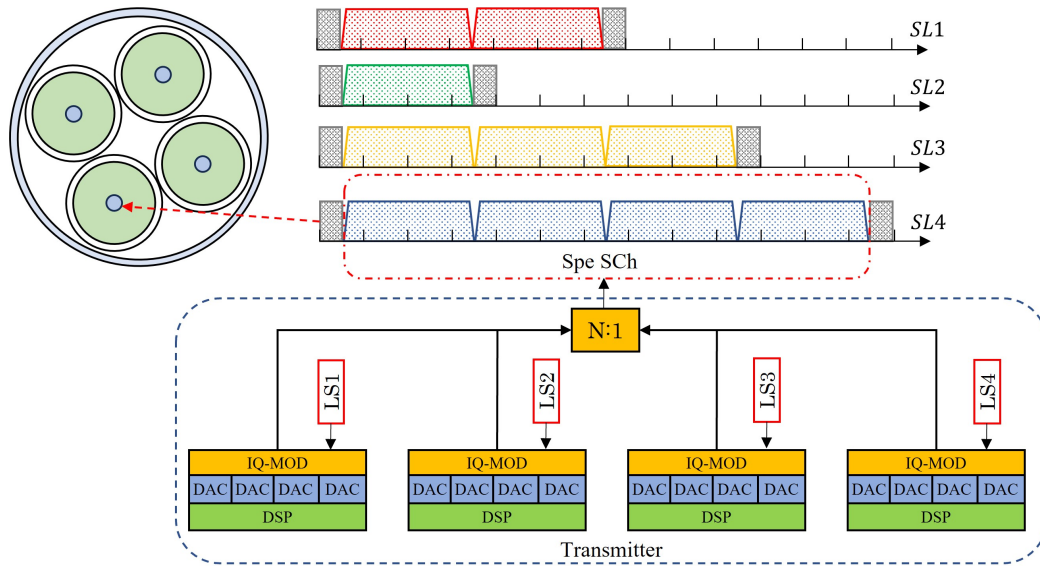 SL1
SL2
SL3
SL4
Spe SCh
N:1
LS1 LS2 LS3 LS4
IQ-MOD IQ-MOD IQ-MOD IQ-MOD
DAC DAC DAC DAC DAC DAC DAC DAC DAC DAC DAC DAC DAC DAC DAC DAC
DSP DSP DSP DSP
Transmitter